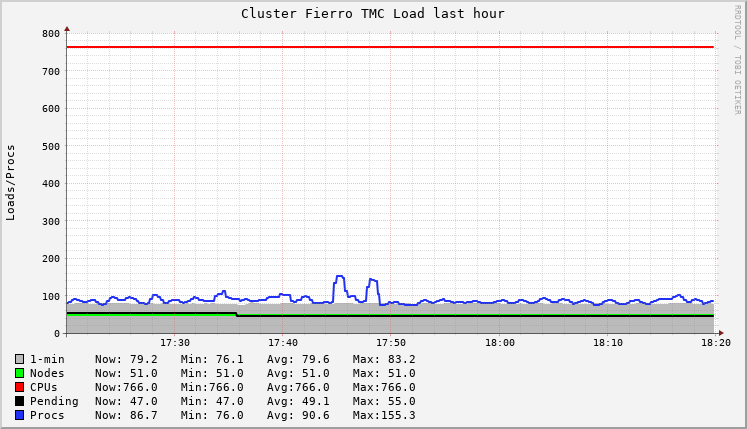 Cluster Fierro TMC Load last hour
RRDTOOL / TOBI OETIKER
Loads/Procs
800
700
600
500
400
300
200
100
0
17:30 17:40 17:50 18:00 18:10 18:20
1-min Now: 79.2 Min: 76.1 Avg: 79.6 Max: 83.2
Nodes Now: 51.0 Min: 51.0 Avg: 51.0 Max: 51.0
CPUs Now:766.0 Min:766.0 Avg:766.0 Max:766.0
Pending Now: 47.0 Min: 47.0 Avg: 49.1 Max: 55.0
Procs Now: 86.7 Min: 76.0 Avg: 90.6 Max:155.3